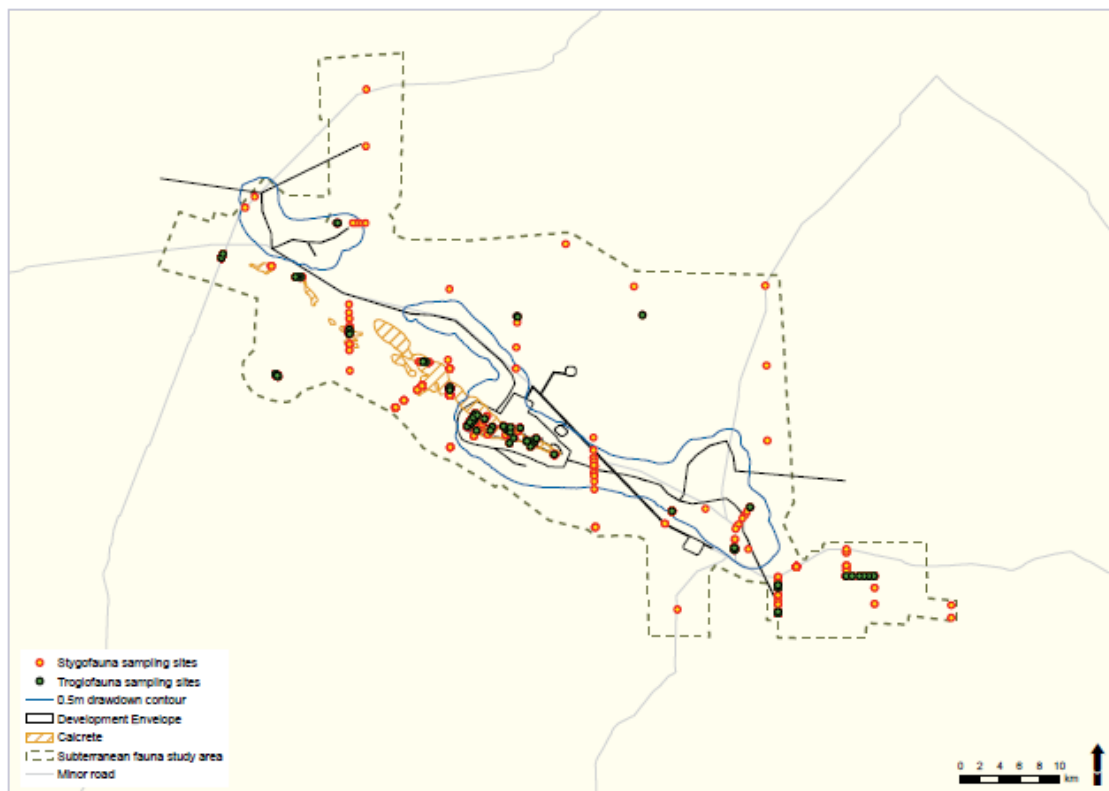 Stygofauna sampling sites
Troglofauna sampling sites
0.5m drawdown contour
Development Envelope
Calcrete
Subterranean fauna study area
Minor road
0 2 4 6 8 10
km